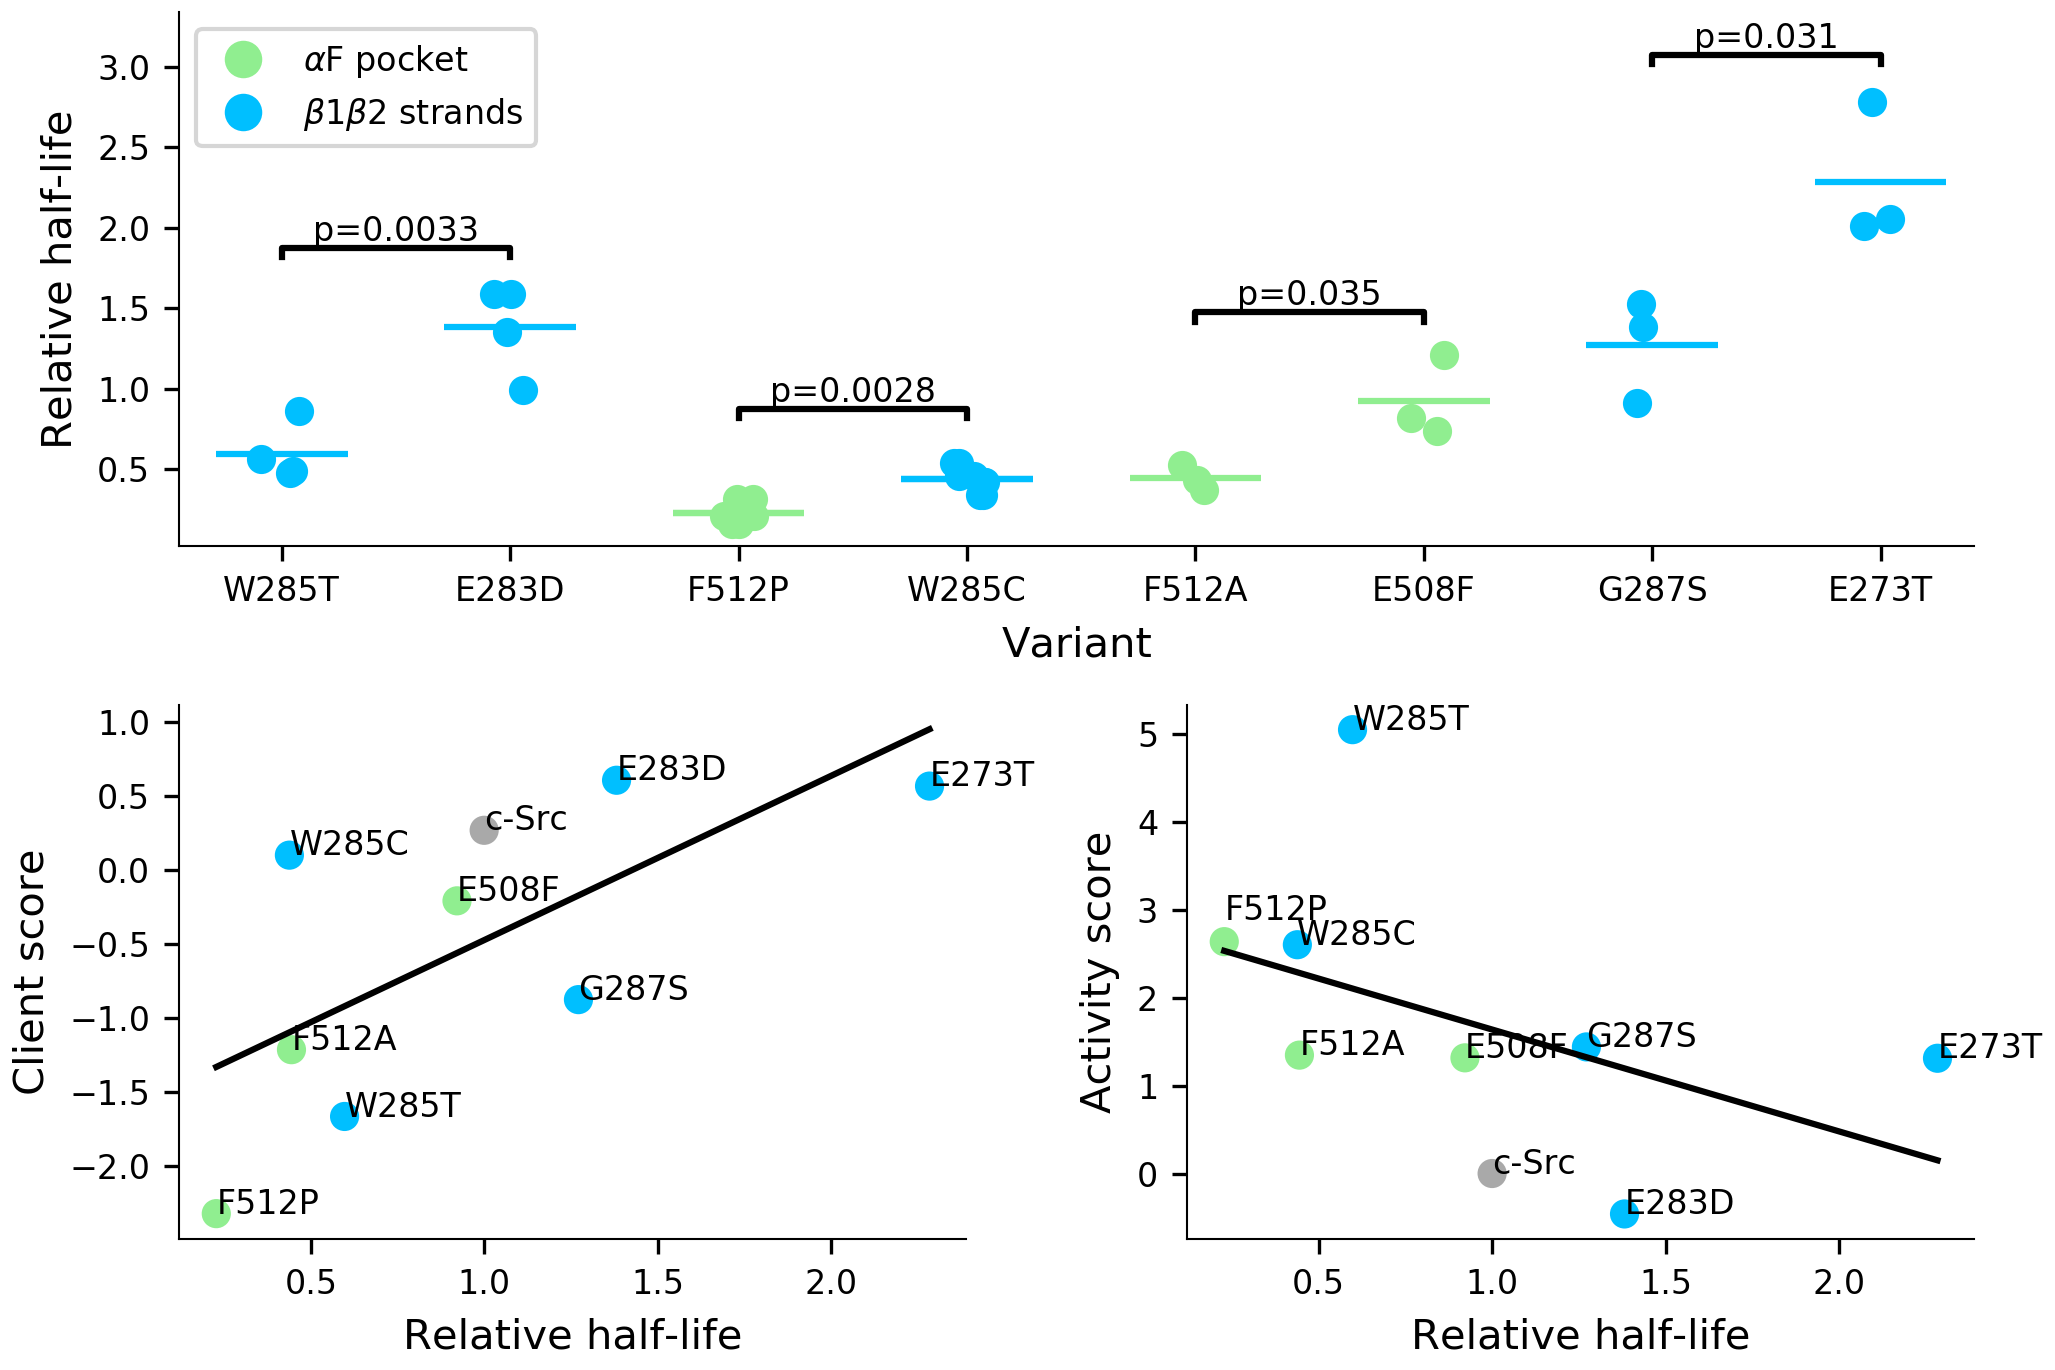 αF pocket
β1β2 strands
Relative half-life
3.0
2.5
2.0
1.5
1.0
0.5
p=0.0033
p=0.0028
p=0.035
p=0.031
W285T E283D F512P W285C F512A E508F G287S E273T
Variant
Client score
1.0
0.5
0.0
−0.5
−1.0
−1.5
−2.0
E283D
E273T
c-Src
W285C
E508F
G287S
F512A
W285T
F512P
0.5 1.0 1.5 2.0
Relative half-life
Activity score
5
4
3
2
1
0
W285T
F512P
W285C
G287S
F512A
E508F
E273T
c-Src
E283D
0.5 1.0 1.5 2.0
Relative half-life